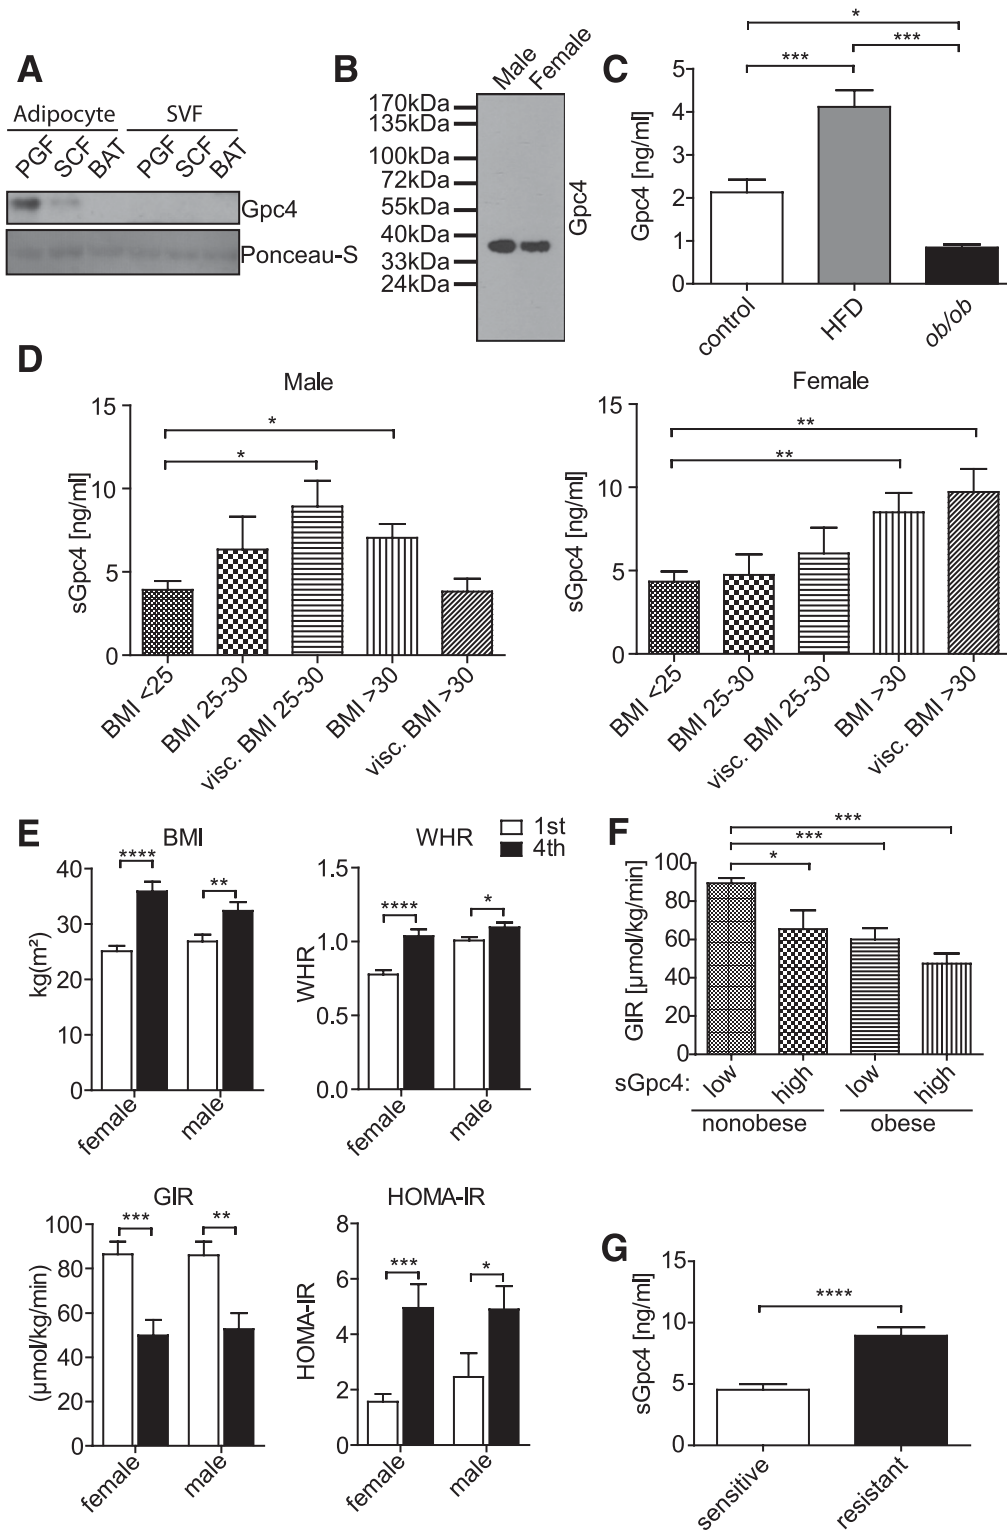 A
Adipocyte SVF
PGF SCF BAT PGF SCF BAT
Gpc4
Ponceau-S
B
Male Female
170kDa
135kDa
100kDa
72kDa
55kDa
40kDa
33kDa
24kDa
Gpc4
C
*
*** ***
Gpc4 [ng/ml]
5
4
3
2
1
0
control HFD ob/ob
D
Male
sGpc4 [ng/ml]
15
10
5
0
*
*
BMI <25 BMI 25-30 visc. BMI 25-30 BMI >30 visc. BMI >30
Female
sGpc4 [ng/ml]
15
10
5
0
**
**
BMI <25 BMI 25-30 visc. BMI 25-30 BMI >30 visc. BMI >30
E
1st
4th
BMI
kg(m²)
40
30
20
10
0
**** **
female male
WHR
WHR
1.5
1.0
0.5
0.0
**** *
female male
GIR
(µmol/kg/min)
100
80
60
40
20
0
*** **
female male
HOMA-IR
HOMA-IR
8
6
4
2
0
*** *
female male
F
***
***
*
GIR [µmol/kg/min]
100
80
60
40
20
0
sGpc4: low high low high
nonobese obese
G
sGpc4 [ng/ml]
15
10
5
0
****
sensitive resistant